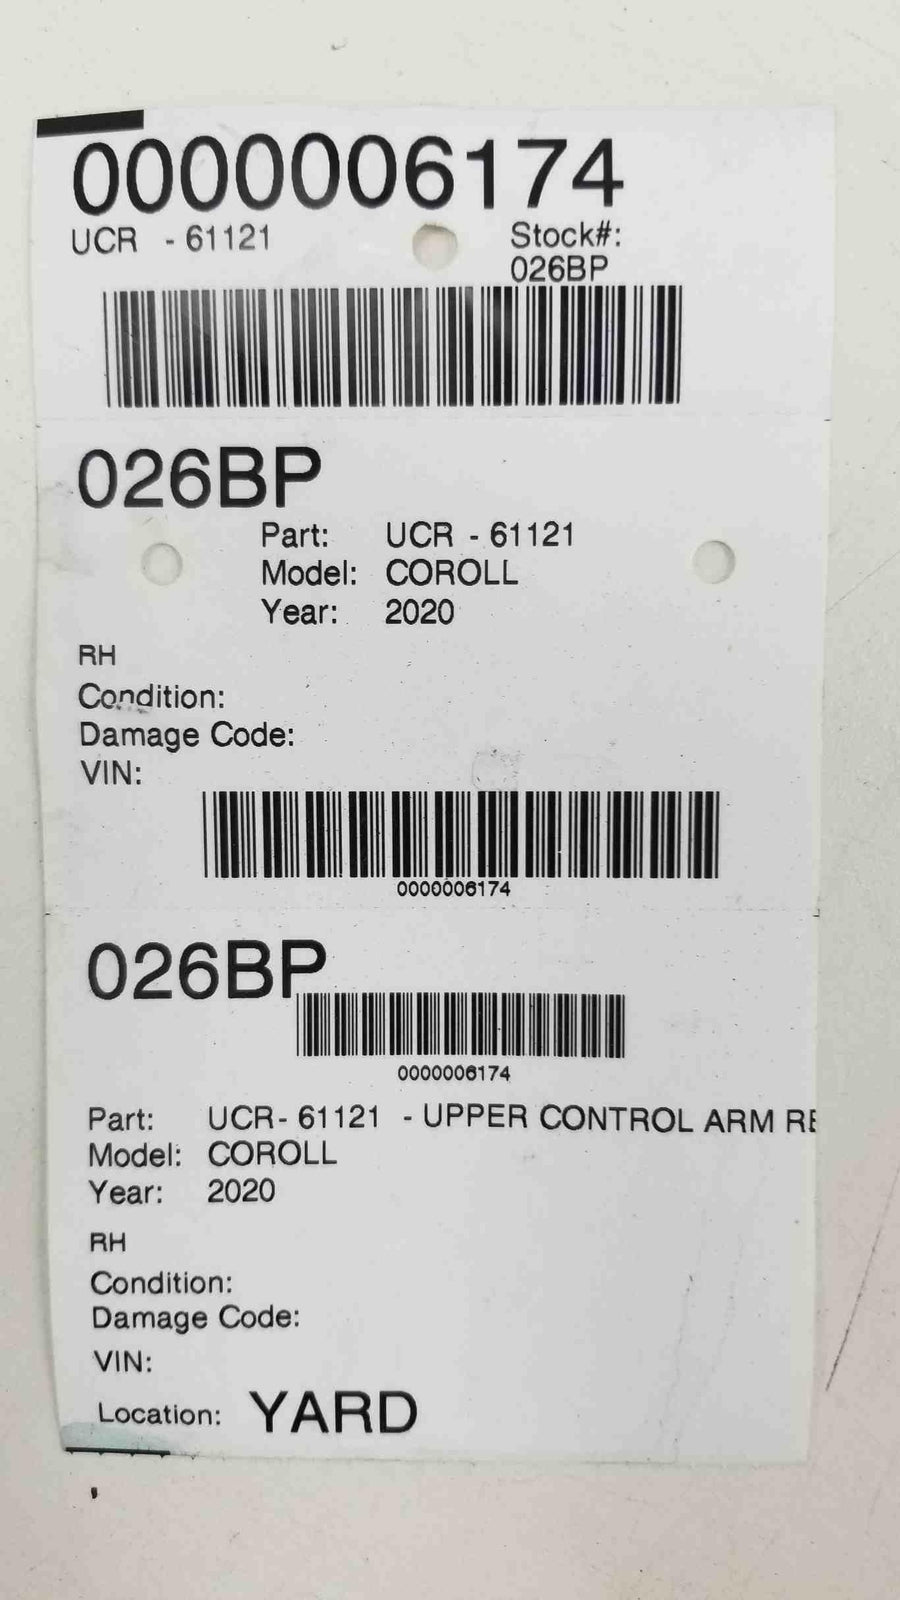 0000006174
UCR - 61121
Stock#:
026BP
026BP
Part: UCR - 61121
Model: COROLL
Year: 2020
RH
Condition:
Damage Code:
VIN:
0000006174
026BP
0000006174
Part: UCR- 61121 - UPPER CONTROL ARM RE
Model: COROLL
Year: 2020
RH
Condition:
Damage Code:
VIN:
Location: YARD